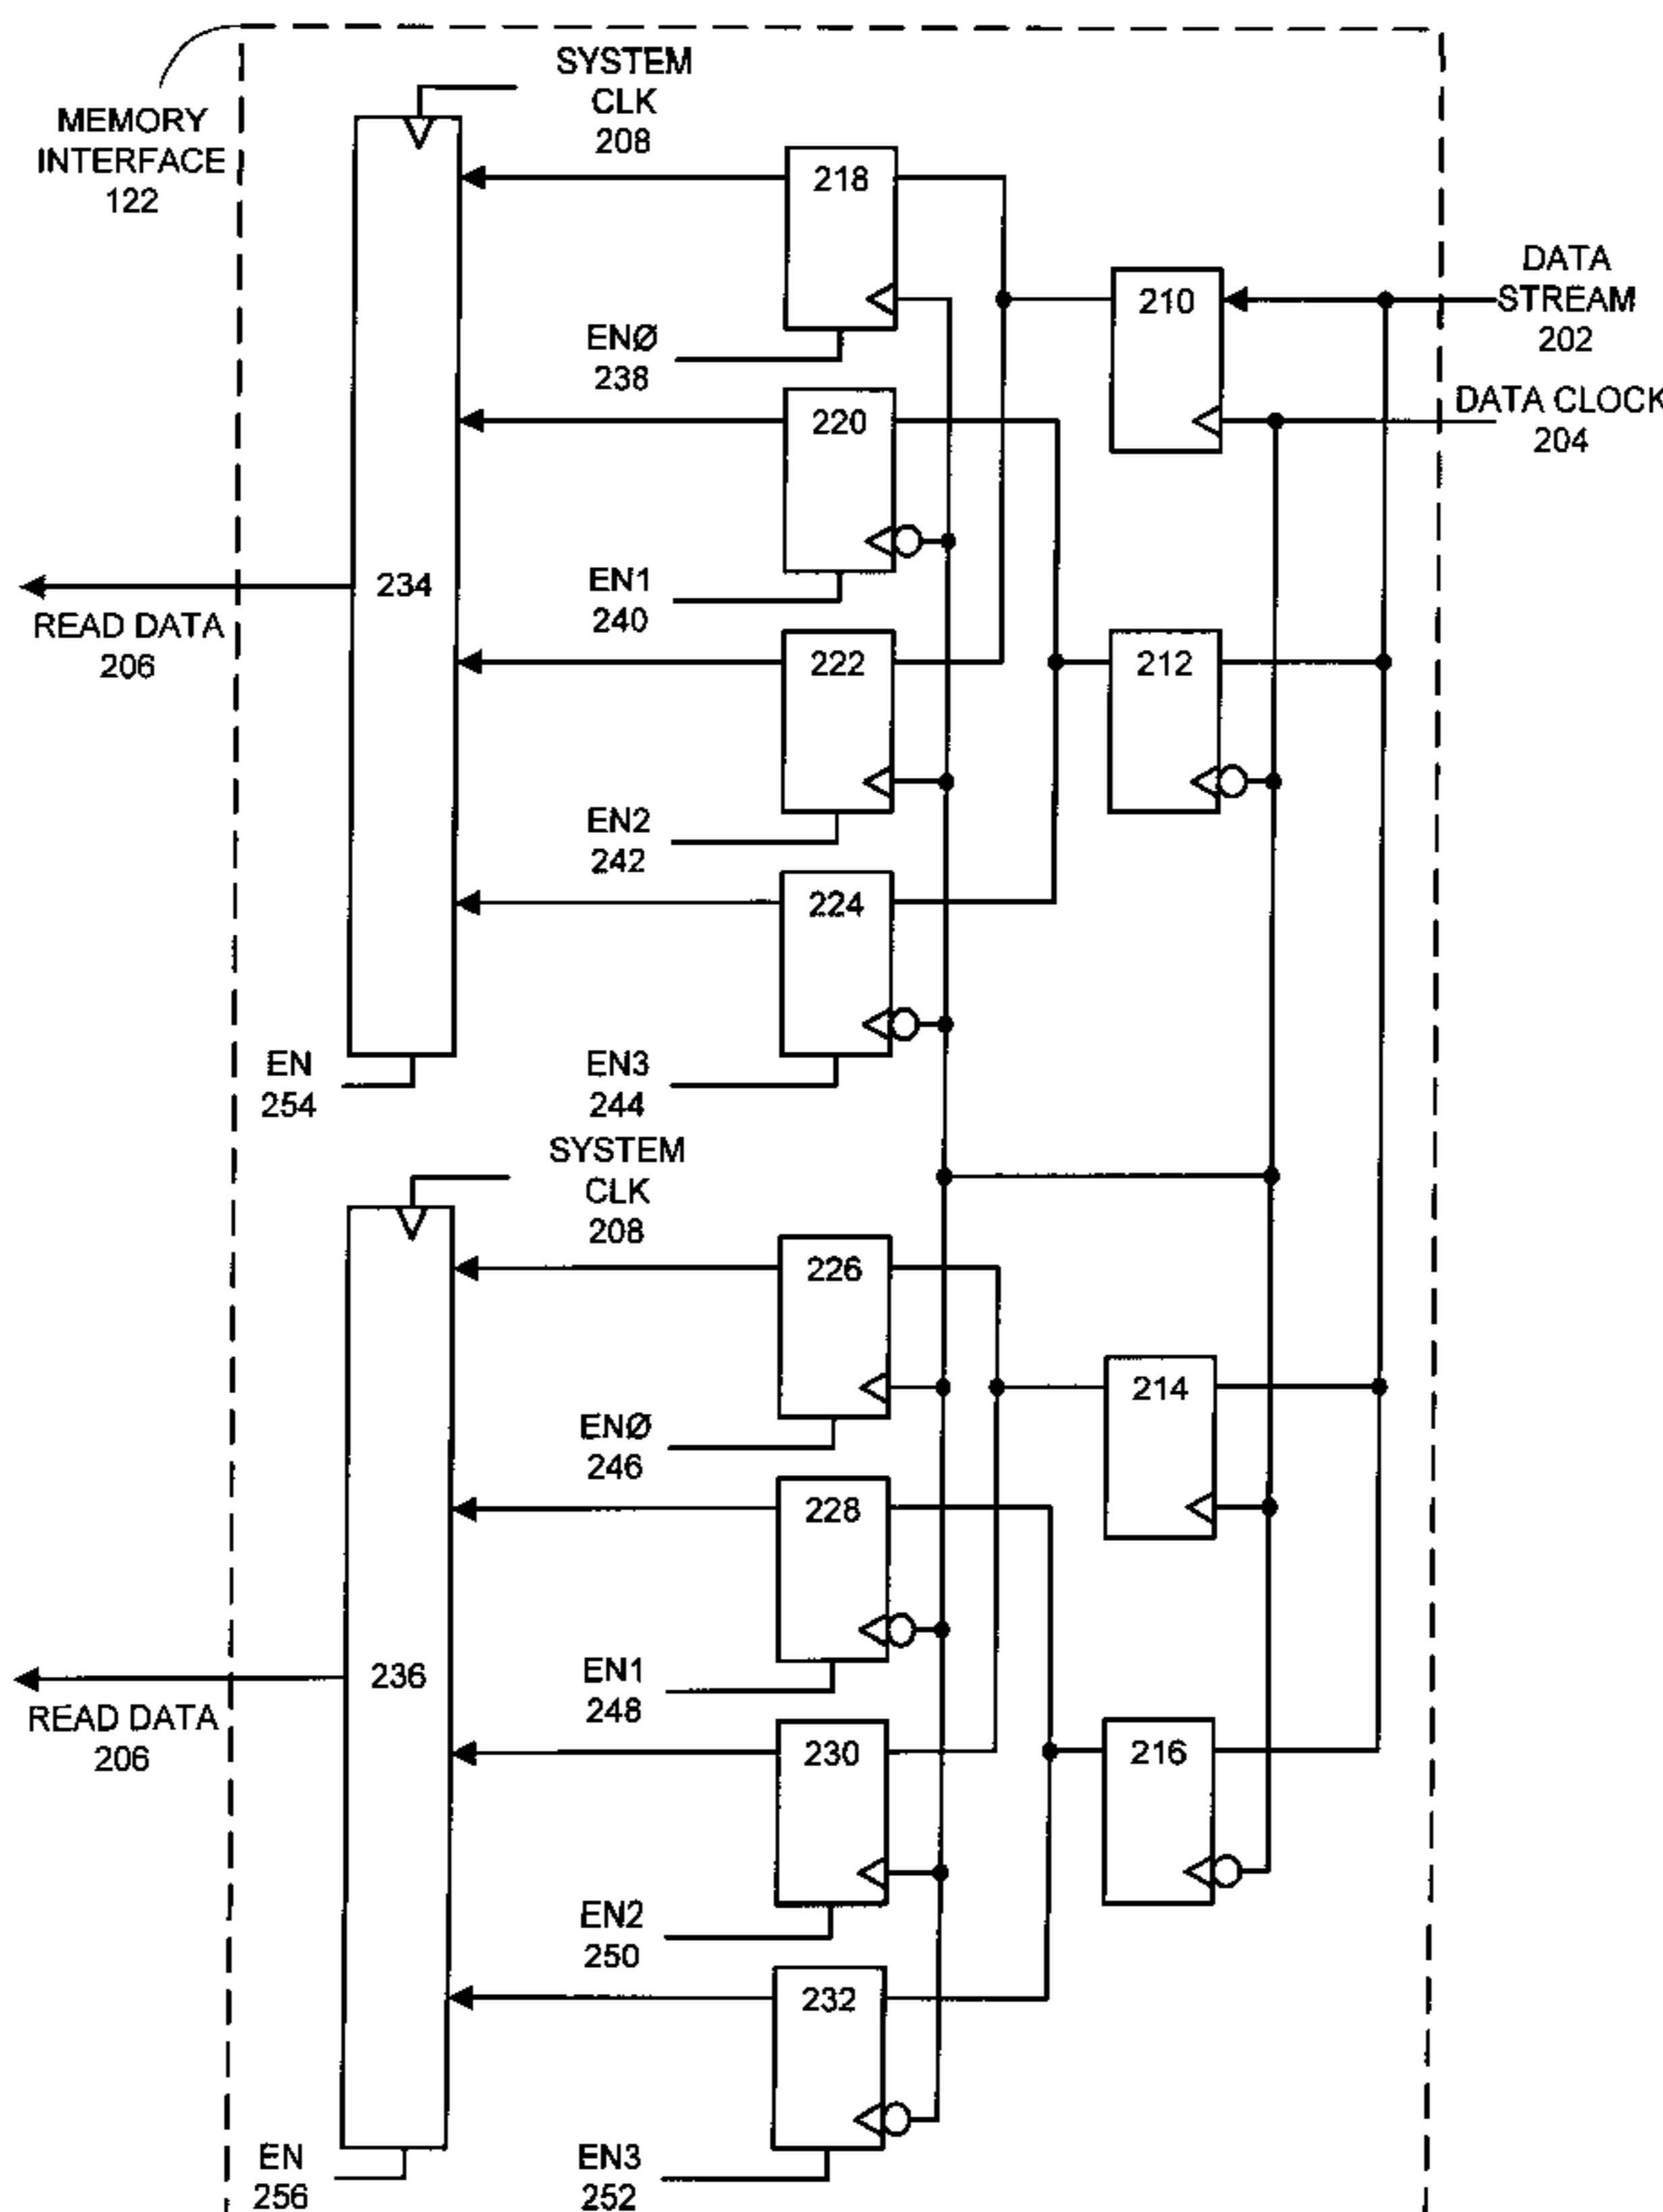 SYSTEM
CLK
208
MEMORY
INTERFACE
122
218
DATA
STREAM
202
210
ENØ
238
DATA CLOCK
204
220
234
EN1
240
READ DATA
206
222
212
EN2
242
224
EN
254
EN3
244
SYSTEM
CLK
208
226
214
ENØ
246
228
236
EN1
248
READ DATA
206
230
216
EN2
250
232
EN
256
EN3
252